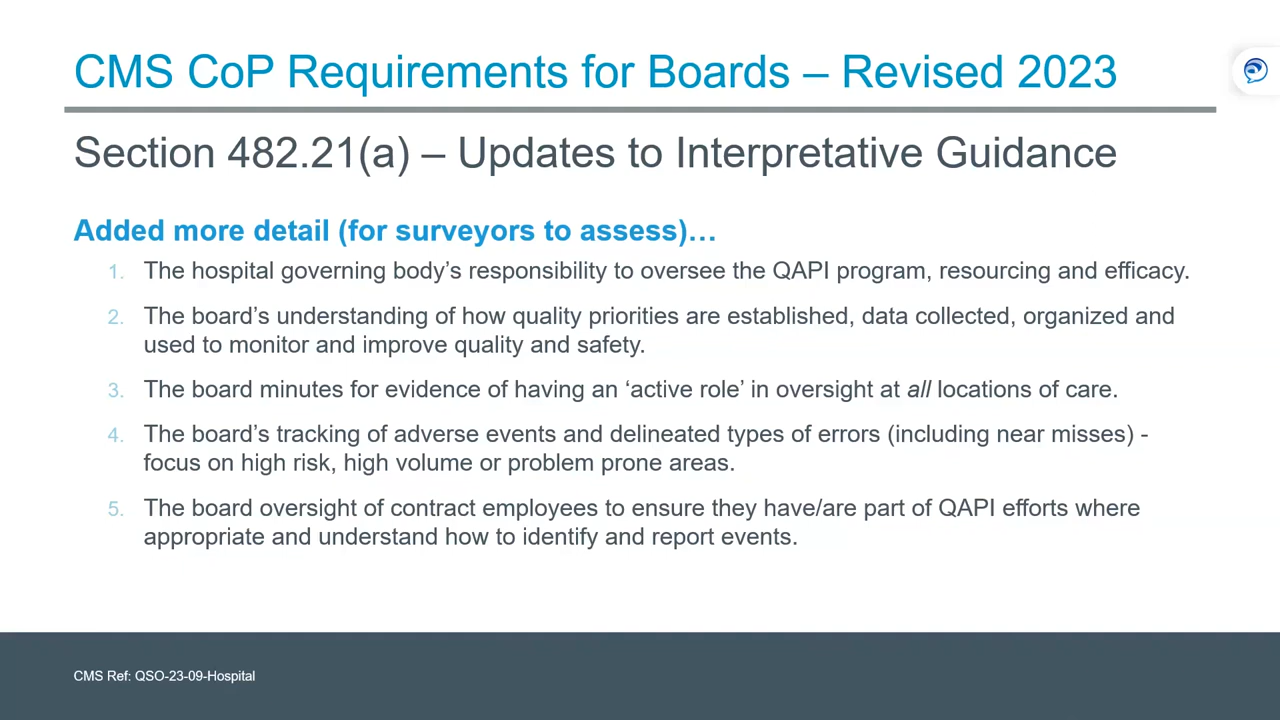 CMS CoP Requirements for Boards – Revised 2023
Section 482.21(a) – Updates to Interpretative Guidance
Added more detail (for surveyors to assess)…
1. The hospital governing body’s responsibility to oversee the QAPI program, resourcing and efficacy.
2. The board’s understanding of how quality priorities are established, data collected, organized and
used to monitor and improve quality and safety.
3. The board minutes for evidence of having an ‘active role’ in oversight at all locations of care.
4. The board’s tracking of adverse events and delineated types of errors (including near misses) -
focus on high risk, high volume or problem prone areas.
5. The board oversight of contract employees to ensure they have/are part of QAPI efforts where
appropriate and understand how to identify and report events.
CMS Ref: QSO-23-09-Hospital